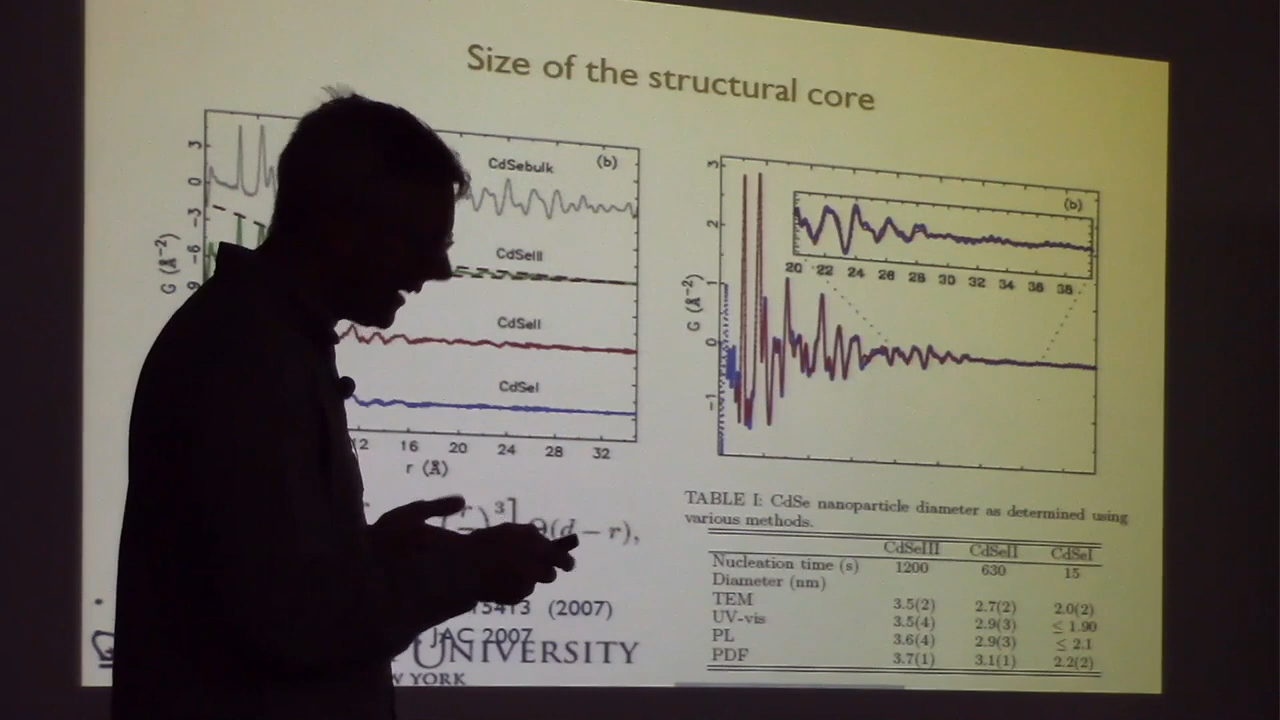 Size of the structural core
3
0
-3
-6
9
G (Å⁻²)
CdSebulk
(b)
CdSeIII
CdSeII
CdSeI
12 16 20 24 28 32
r (Å)
3
2
1
0
-1
G (Å⁻²)
(b)
20 22 24 26 28 30 32 34 36 38
3] Θ(d − r),
(2007)
JAC 2007
UNIVERSITY
YORK
TABLE I: CdSe nanoparticle diameter as determined using
various methods.
CdSeIII CdSeII CdSeI
Nucleation time (s) 1200 630 15
Diameter (nm)
TEM 3.5(2) 2.7(2) 2.0(2)
UV-vis 3.5(4) 2.9(3) ≤ 1.90
PL 3.6(4) 2.9(3) ≤ 2.1
PDF 3.7(1) 3.1(1) 2.2(2)